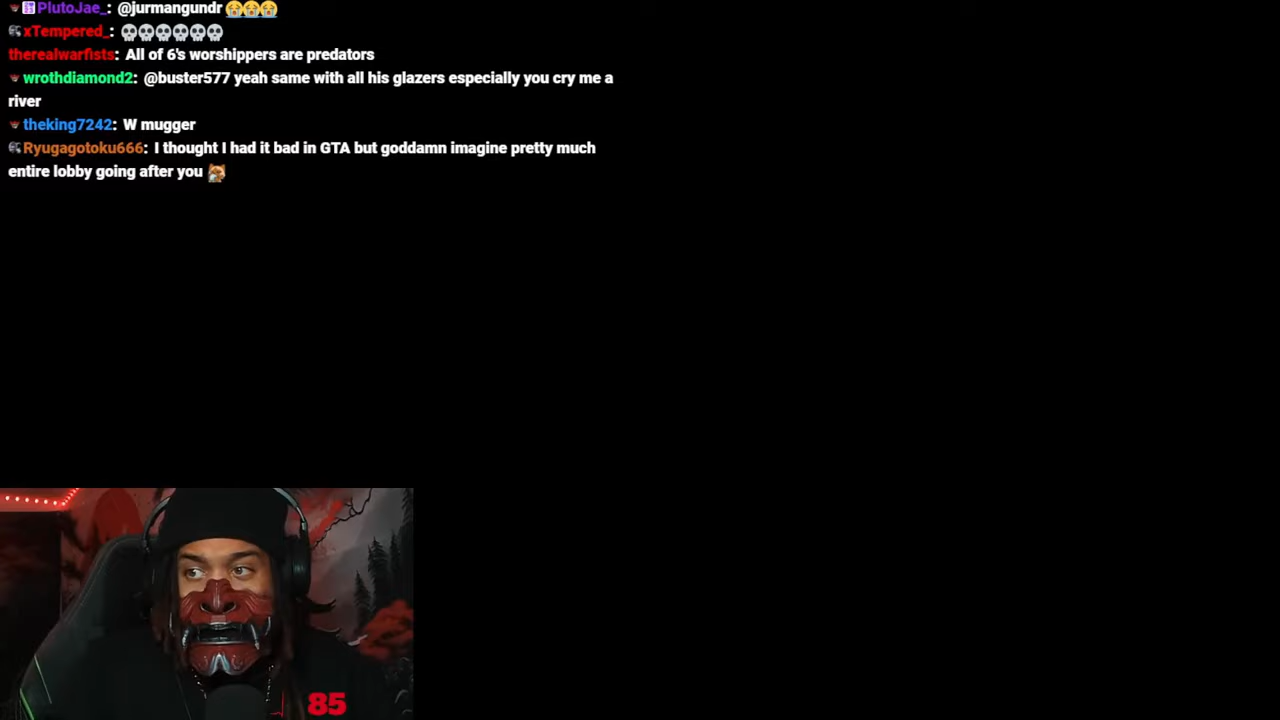 PlutoJae_: @jurmangundr 😭😭😭
xTempered_: 💀💀💀💀💀💀
therealwarfists: All of 6's worshippers are predators
wrothdiamond2: @buster577 yeah same with all his glazers especially you cry me a
river
theking7242: W mugger
Ryugagotoku666: I thought I had it bad in GTA but goddamn imagine pretty much
entire lobby going after you
85